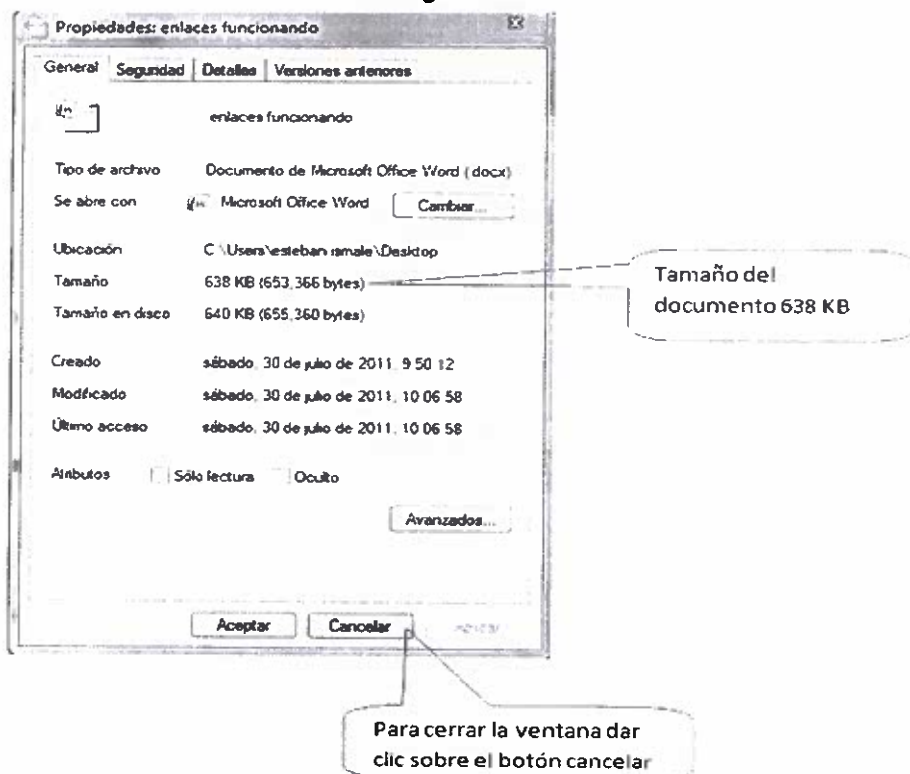 Propiedades: enlaces funcionando
General Seguridad Detalles Versiones anteriores
enlaces funcionando
Tipo de archivo Documento de Microsoft Office Word (docx)
Se abre con Microsoft Office Word Cambiar...
Ubicación C:\Users\esteban ismale\Desktop
Tamaño 638 KB (653,366 bytes)
Tamaño del
documento 638 KB
Tamaño en disco 640 KB (655,360 bytes)
Creado sábado, 30 de julio de 2011, 9 50 12
Modificado sábado, 30 de julio de 2011, 10 06 58
Último acceso sábado, 30 de julio de 2011, 10 06 58
Atributos Sólo lectura Oculto
Avanzados...
Aceptar Cancelar
Para cerrar la ventana dar
clic sobre el botón cancelar